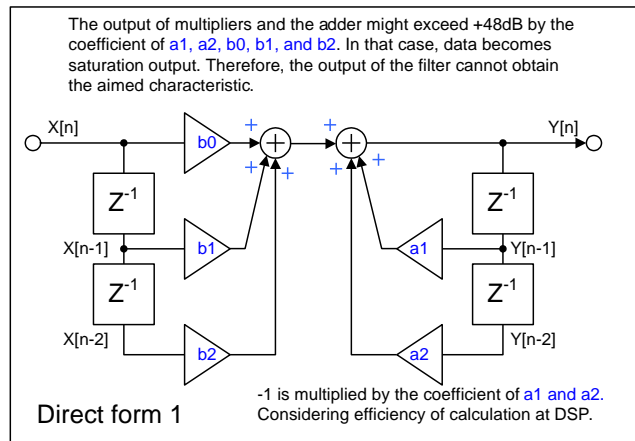 The output of multipliers and the adder might exceed +48dB by the
coefficient of a1, a2, b0, b1, and b2. In that case, data becomes
saturation output. Therefore, the output of the filter cannot obtain
the aimed characteristic.
X[n] b0 + + + + Y[n]
+ + + +
Z-1 Z-1
X[n-1] b1 a1 Y[n-1]
Z-1 Z-1
X[n-2] b2 a2 Y[n-2]
-1 is multiplied by the coefficient of a1 and a2.
Direct form 1 Considering efficiency of calculation at DSP.